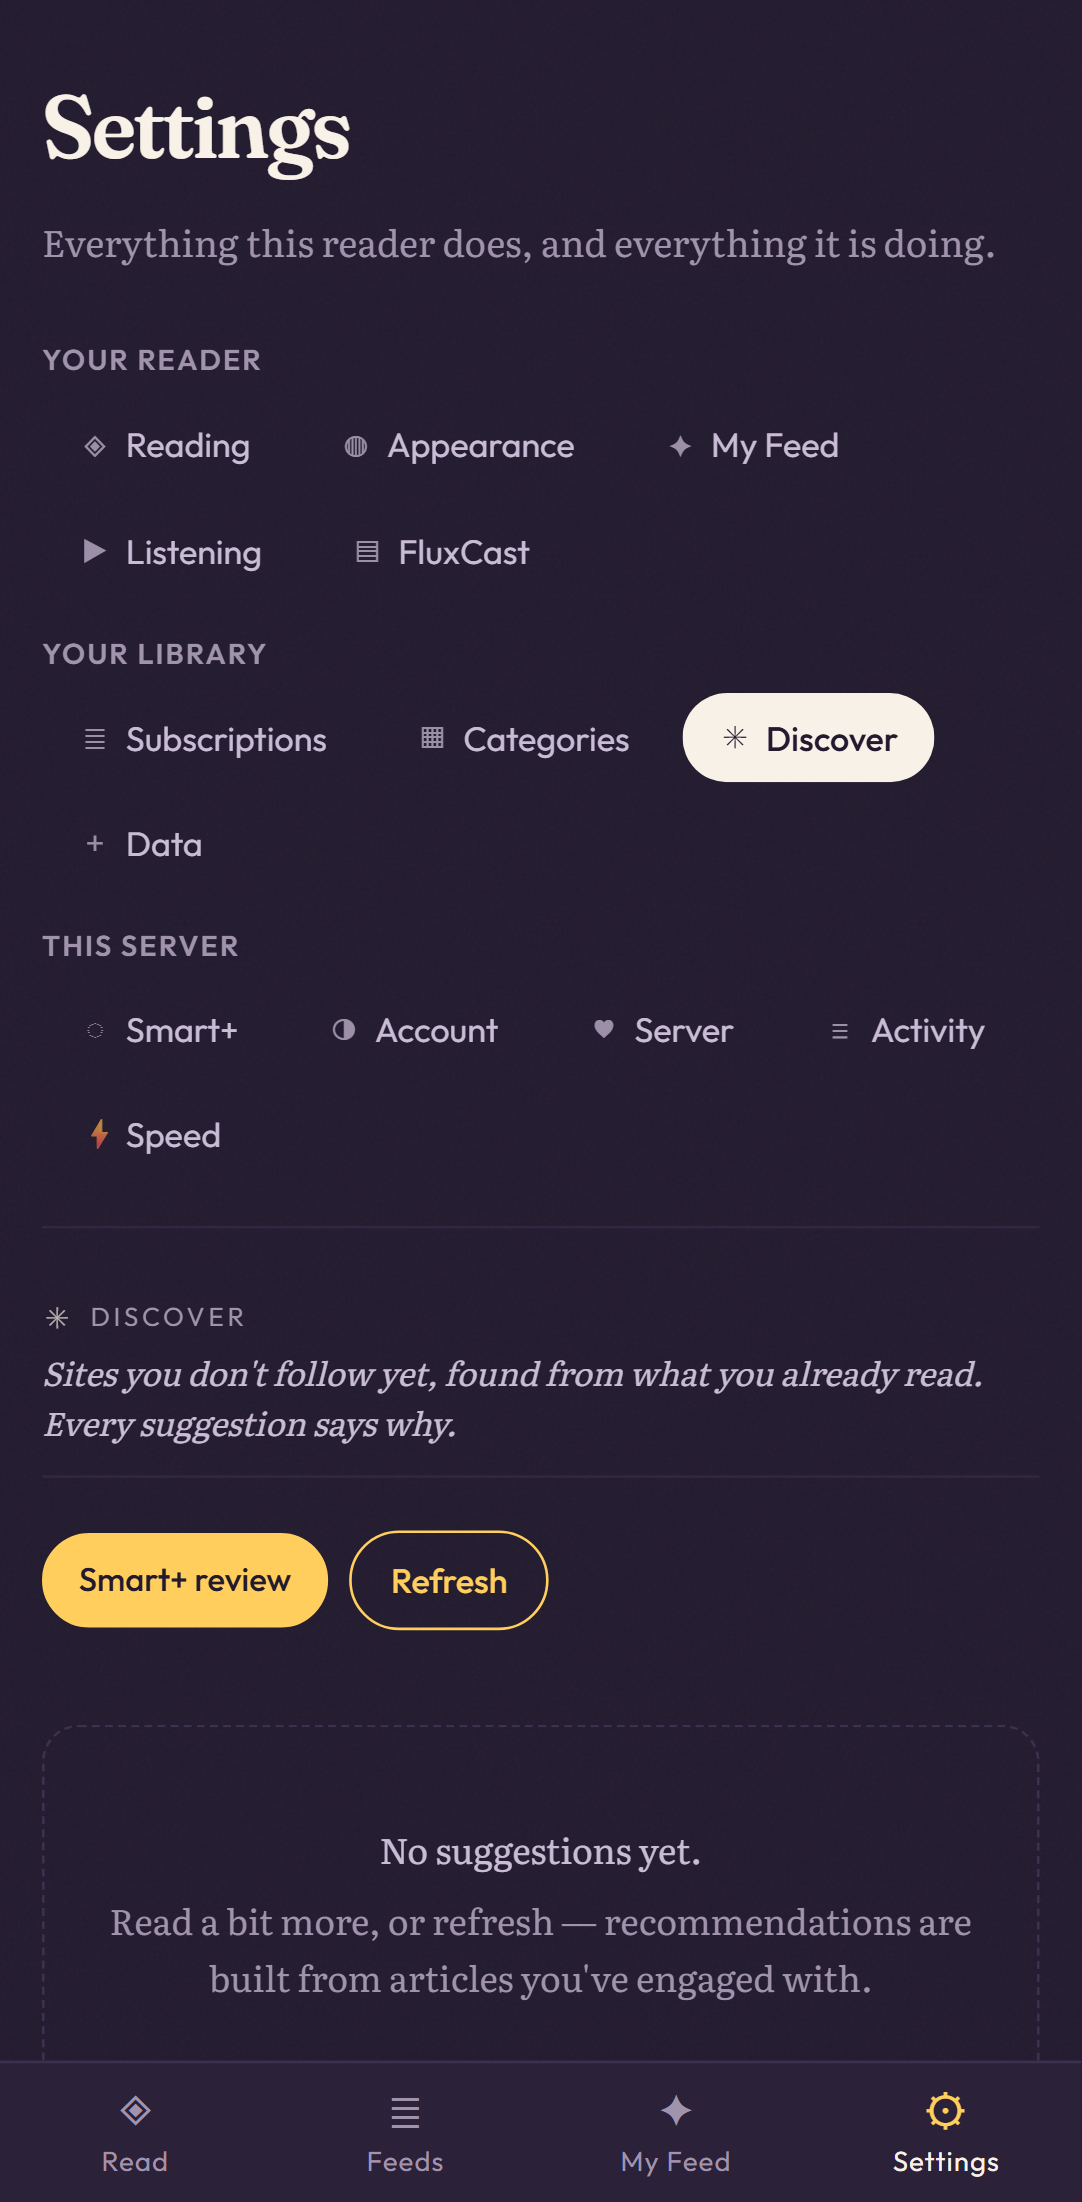 Settings
Everything this reader does, and everything it is doing.
YOUR READER
Reading Appearance My Feed
Listening FluxCast
YOUR LIBRARY
Subscriptions Categories Discover
Data
THIS SERVER
Smart+ Account Server Activity
Speed
DISCOVER
Sites you don't follow yet, found from what you already read.
Every suggestion says why.
Smart+ review Refresh
No suggestions yet.
Read a bit more, or refresh — recommendations are
built from articles you've engaged with.
Read Feeds My Feed Settings